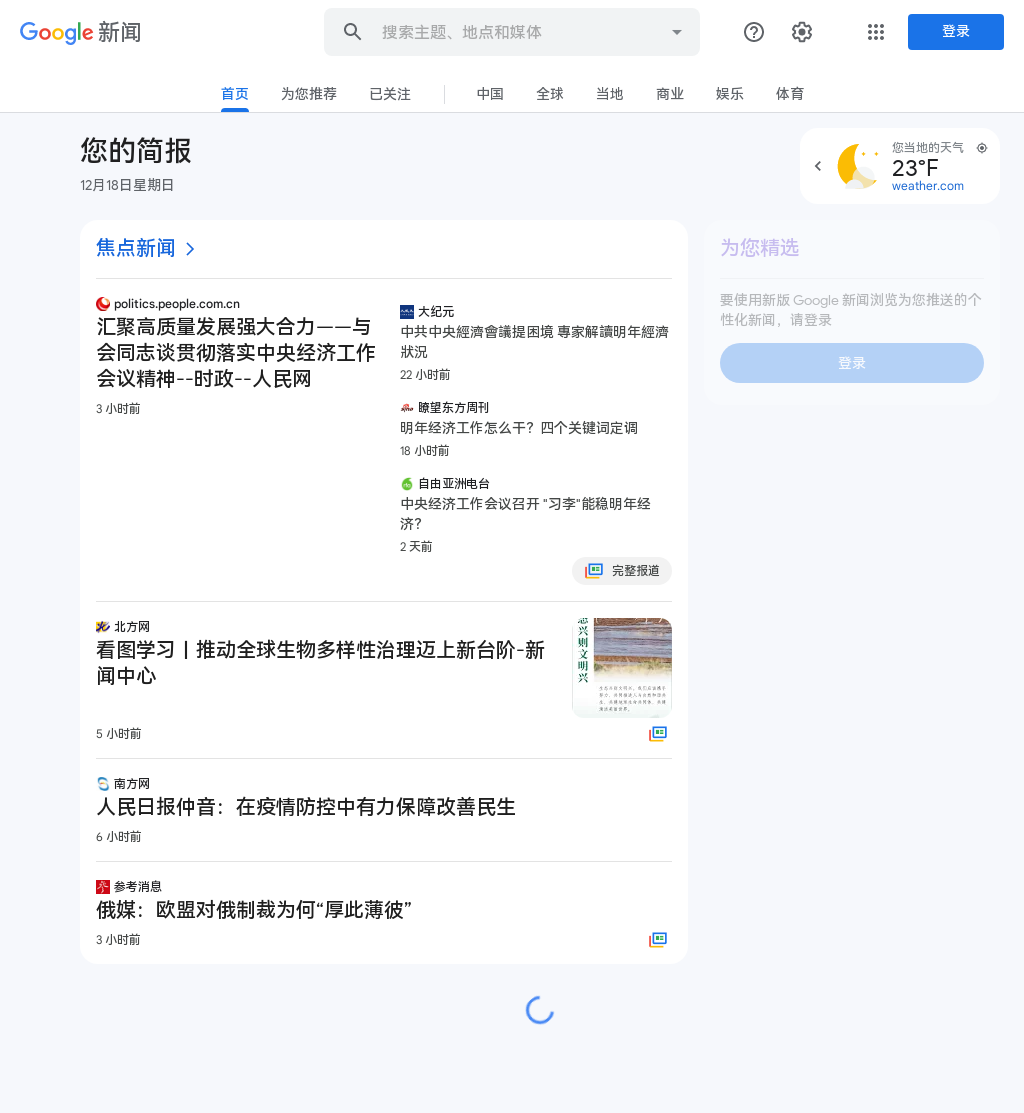 Google 新闻
搜索主题、地点和媒体
登录
首页
为您推荐
已关注
中国
全球
当地
商业
娱乐
体育
您的简报
12月18日星期日
您当地的天气
23°F
weather.com
焦点新闻
politics.people.com.cn
汇聚高质量发展强大合力——与
会同志谈贯彻落实中央经济工作
会议精神--时政--人民网
3 小时前
大纪元
中共中央經濟會議提困境 專家解讀明年經濟
狀況
22 小时前
瞭望东方周刊
明年经济工作怎么干？四个关键词定调
18 小时前
自由亚洲电台
中央经济工作会议召开 "习李"能稳明年经
济？
2 天前
完整报道
北方网
看图学习丨推动全球生物多样性治理迈上新台阶-新
闻中心
5 小时前
兴则文明兴
南方网
人民日报仲音：在疫情防控中有力保障改善民生
6 小时前
参考消息
俄媒：欧盟对俄制裁为何“厚此薄彼”
3 小时前
为您精选
要使用新版 Google 新闻浏览为您推送的个
性化新闻，请登录
登录